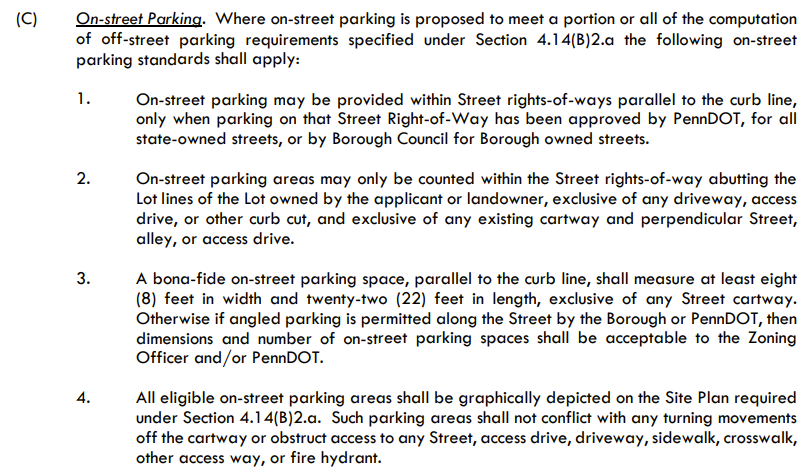 (C) On-street Parking. Where on-street parking is proposed to meet a portion or all of the computation
of off-street parking requirements specified under Section 4.14(B)2.a the following on-street
parking standards shall apply:
1. On-street parking may be provided within Street rights-of-ways parallel to the curb line,
only when parking on that Street Right-of-Way has been approved by PennDOT, for all
state-owned streets, or by Borough Council for Borough owned streets.
2. On-street parking areas may only be counted within the Street rights-of-way abutting the
Lot lines of the Lot owned by the applicant or landowner, exclusive of any driveway, access
drive, or other curb cut, and exclusive of any existing cartway and perpendicular Street,
alley, or access drive.
3. A bona-fide on-street parking space, parallel to the curb line, shall measure at least eight
(8) feet in width and twenty-two (22) feet in length, exclusive of any Street cartway.
Otherwise if angled parking is permitted along the Street by the Borough or PennDOT, then
dimensions and number of on-street parking spaces shall be acceptable to the Zoning
Officer and/or PennDOT.
4. All eligible on-street parking areas shall be graphically depicted on the Site Plan required
under Section 4.14(B)2.a. Such parking areas shall not conflict with any turning movements
off the cartway or obstruct access to any Street, access drive, driveway, sidewalk, crosswalk,
other access way, or fire hydrant.